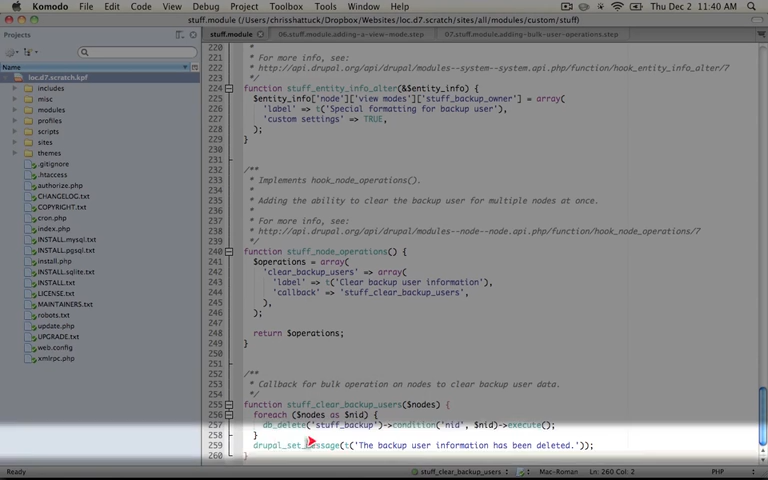 Komodo File Edit Code View Debug Project Toolbox Tools Window Help Thu Dec 2 11:40 AM
stuff.module (/Users/chrisshattuck/Dropbox/Websites/loc.d7.scratch/sites/all/modules/custom/stuff)
Projects
stuff.module 06.stuff.module.adding-a-view-mode.step 07.stuff.module.adding-bulk-user-operations.step
Name
loc.d7.scratch.kpf
includes
misc
modules
profiles
scripts
sites
themes
.gitignore
.htaccess
authorize.php
CHANGELOG.txt
COPYRIGHT.txt
cron.php
index.php
INSTALL.mysql.txt
INSTALL.pgsql.txt
install.php
INSTALL.sqlite.txt
INSTALL.txt
LICENSE.txt
MAINTAINERS.txt
robots.txt
update.php
UPGRADE.txt
web.config
xmlrpc.php
220 *
221 * For more info, see:
222 * http://api.drupal.org/api/drupal/modules--system--system.api.php/function/hook_entity_info_alter/7
223 */
224 function stuff_entity_info_alter(&$entity_info) {
225 $entity_info['node']['view modes']['stuff_backup_owner'] = array(
226 'label' => t('Special formatting for backup user'),
227 'custom settings' => TRUE,
228 );
229 }
230
231
232 /**
233 * Implements hook_node_operations().
234 *
235 * Adding the ability to clear the backup user for multiple nodes at once.
236 *
237 * For more info, see:
238 * http://api.drupal.org/api/drupal/modules--node--node.api.php/function/hook_node_operations/7
239 */
240 function stuff_node_operations() {
241 $operations = array(
242 'clear_backup_users' => array(
243 'label' => t('Clear backup user information'),
244 'callback' => 'stuff_clear_backup_users',
245 ),
246 );
247
248 return $operations;
249 }
250
251
252 /**
253 * Callback for bulk operation on nodes to clear backup user data.
254 */
255 function stuff_clear_backup_users($nodes) {
256 foreach ($nodes as $nid) {
257 db_delete('stuff_backup')->condition('nid', $nid)->execute();
258 }
259 drupal_set_message(t('The backup user information has been deleted.'));
260 }
Ready stuff_clear_backup_users() Mac-Roman Ln: 260 Col: 2 PHP